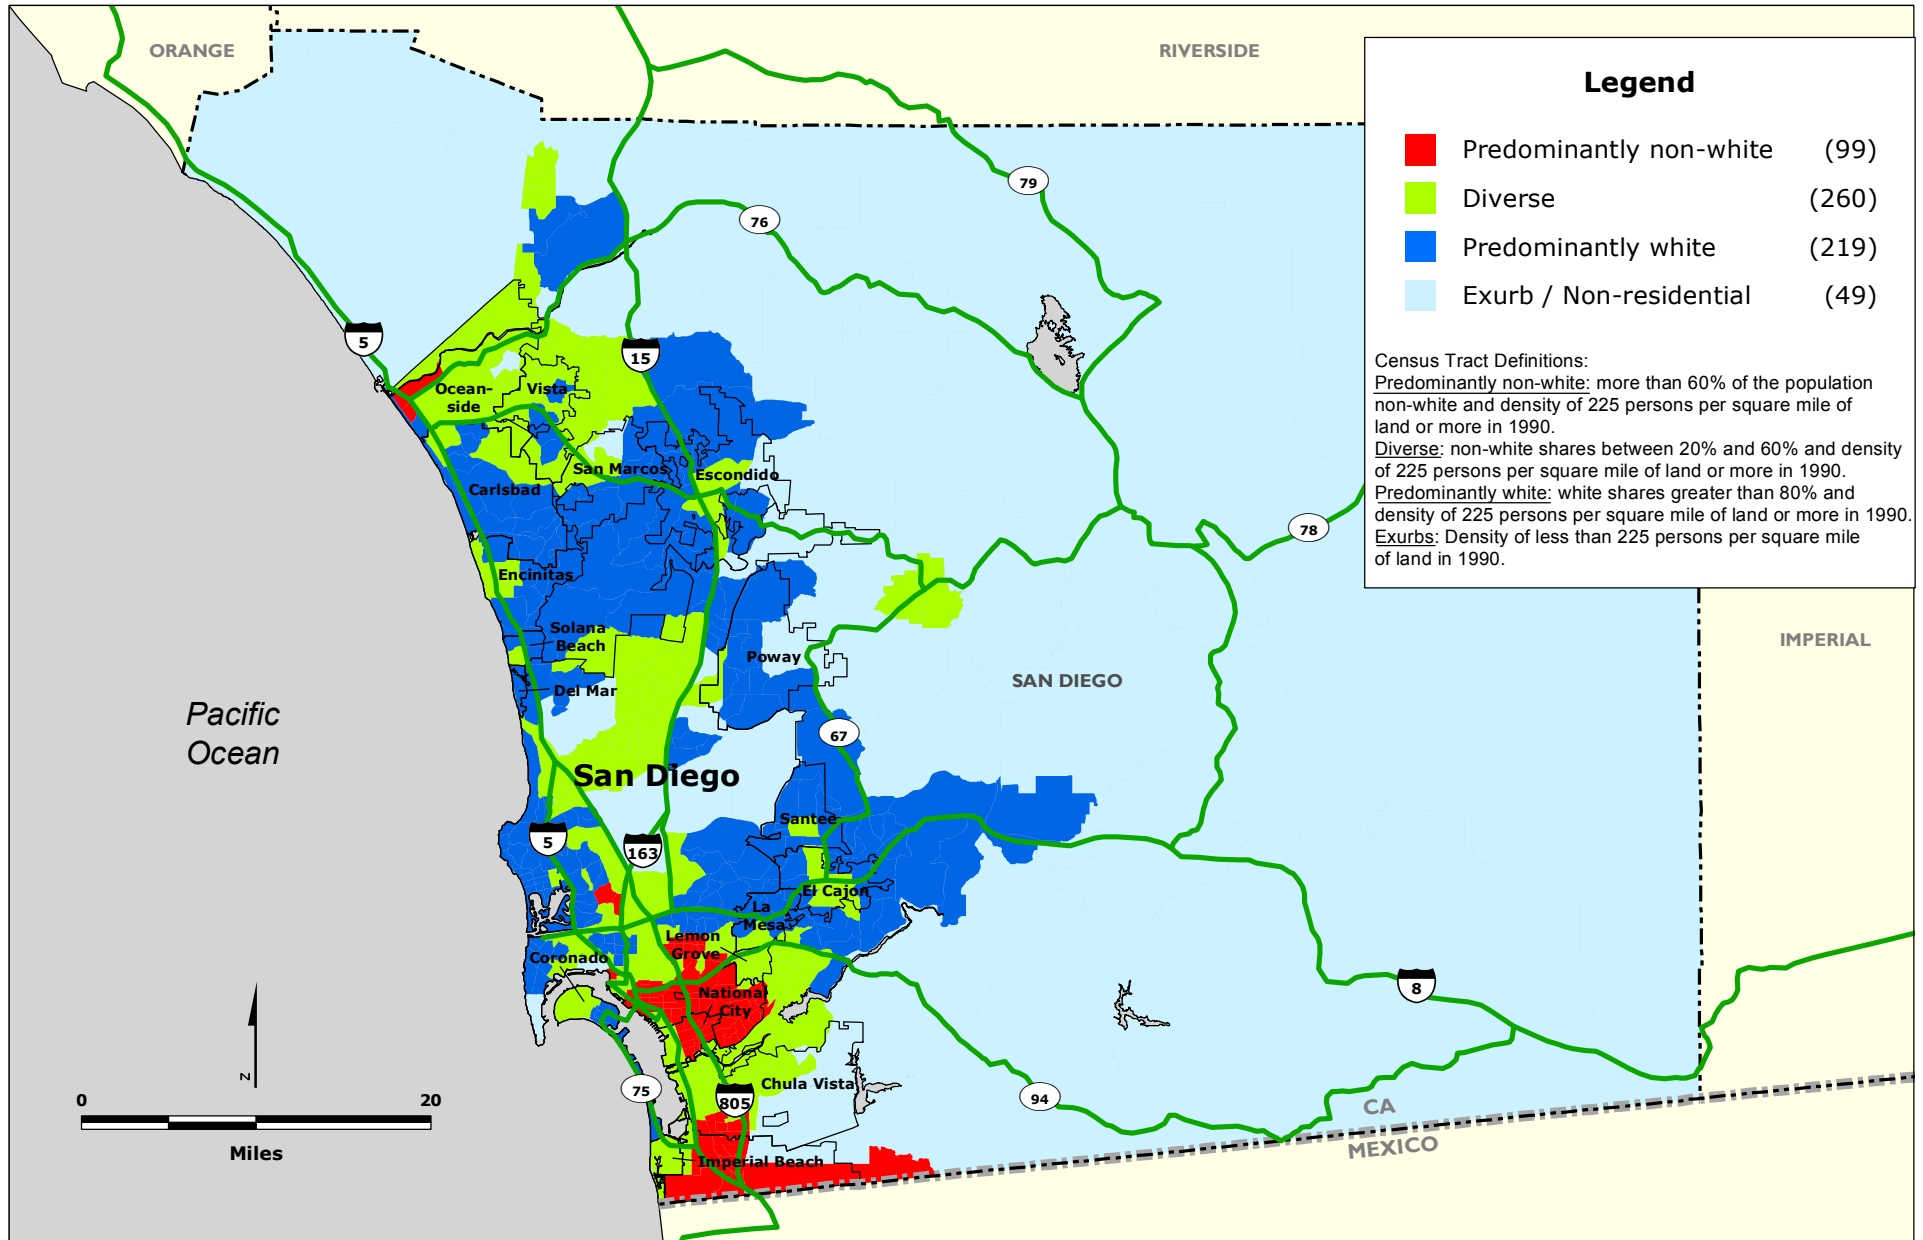 ORANGE
RIVERSIDE
Legend
Predominantly non-white (99)
Diverse (260)
Predominantly white (219)
Exurb / Non-residential (49)
Census Tract Definitions:
Predominantly non-white: more than 60% of the population
non-white and density of 225 persons per square mile of
land or more in 1990.
Diverse: non-white shares between 20% and 60% and density
of 225 persons per square mile of land or more in 1990.
Predominantly white: white shares greater than 80% and
density of 225 persons per square mile of land or more in 1990.
Exurbs: Density of less than 225 persons per square mile
of land in 1990.
79
76
5
15
Ocean-
side
Vista
San Marcos
Escondido
Carlsbad
78
Encinitas
Solana
Beach
Poway
IMPERIAL
SAN DIEGO
Del Mar
Pacific
Ocean
67
San Diego
Santee
5
163
El Cajon
La
Mesa
Lemon
Grove
Coronado
National
City
8
Chula Vista
75
805
94
CA
MEXICO
Imperial Beach
N
0 20
Miles